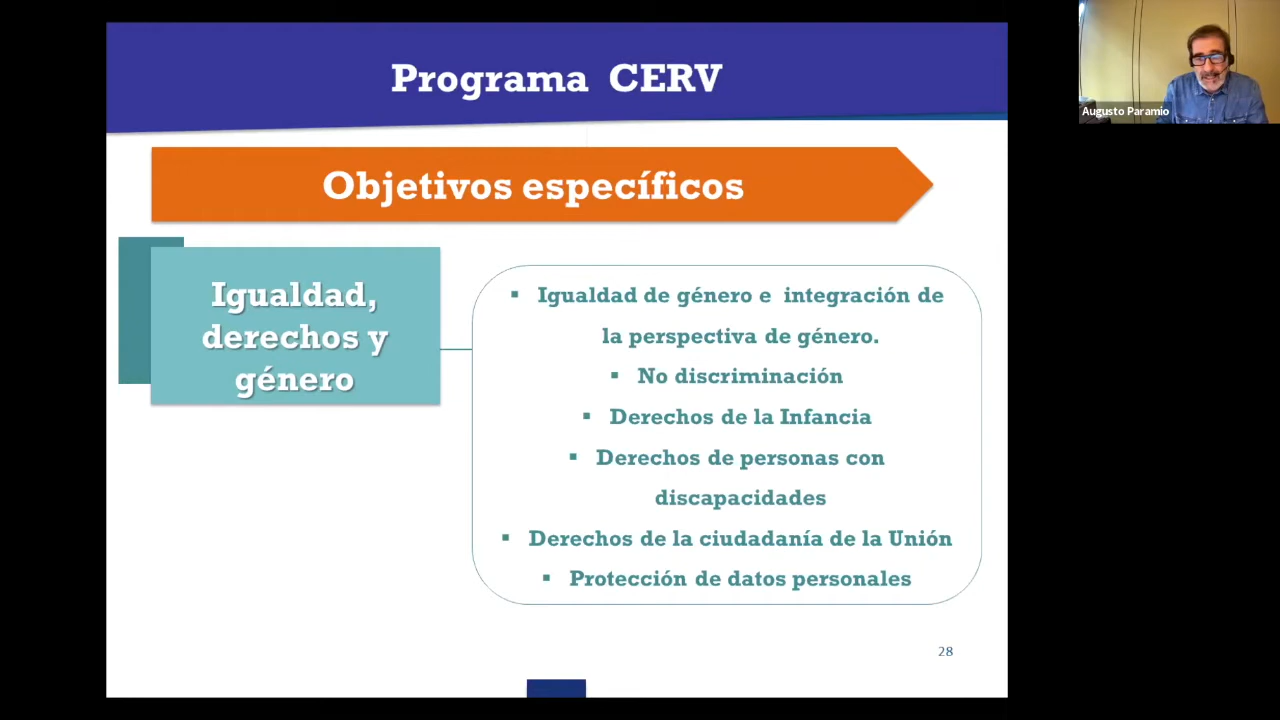 Programa CERV
Objetivos específicos
Igualdad,
derechos y
género
▪ Igualdad de género e integración de
la perspectiva de género.
▪ No discriminación
▪ Derechos de la Infancia
▪ Derechos de personas con
discapacidades
▪ Derechos de la ciudadanía de la Unión
▪ Protección de datos personales
28
Augusto Paramio